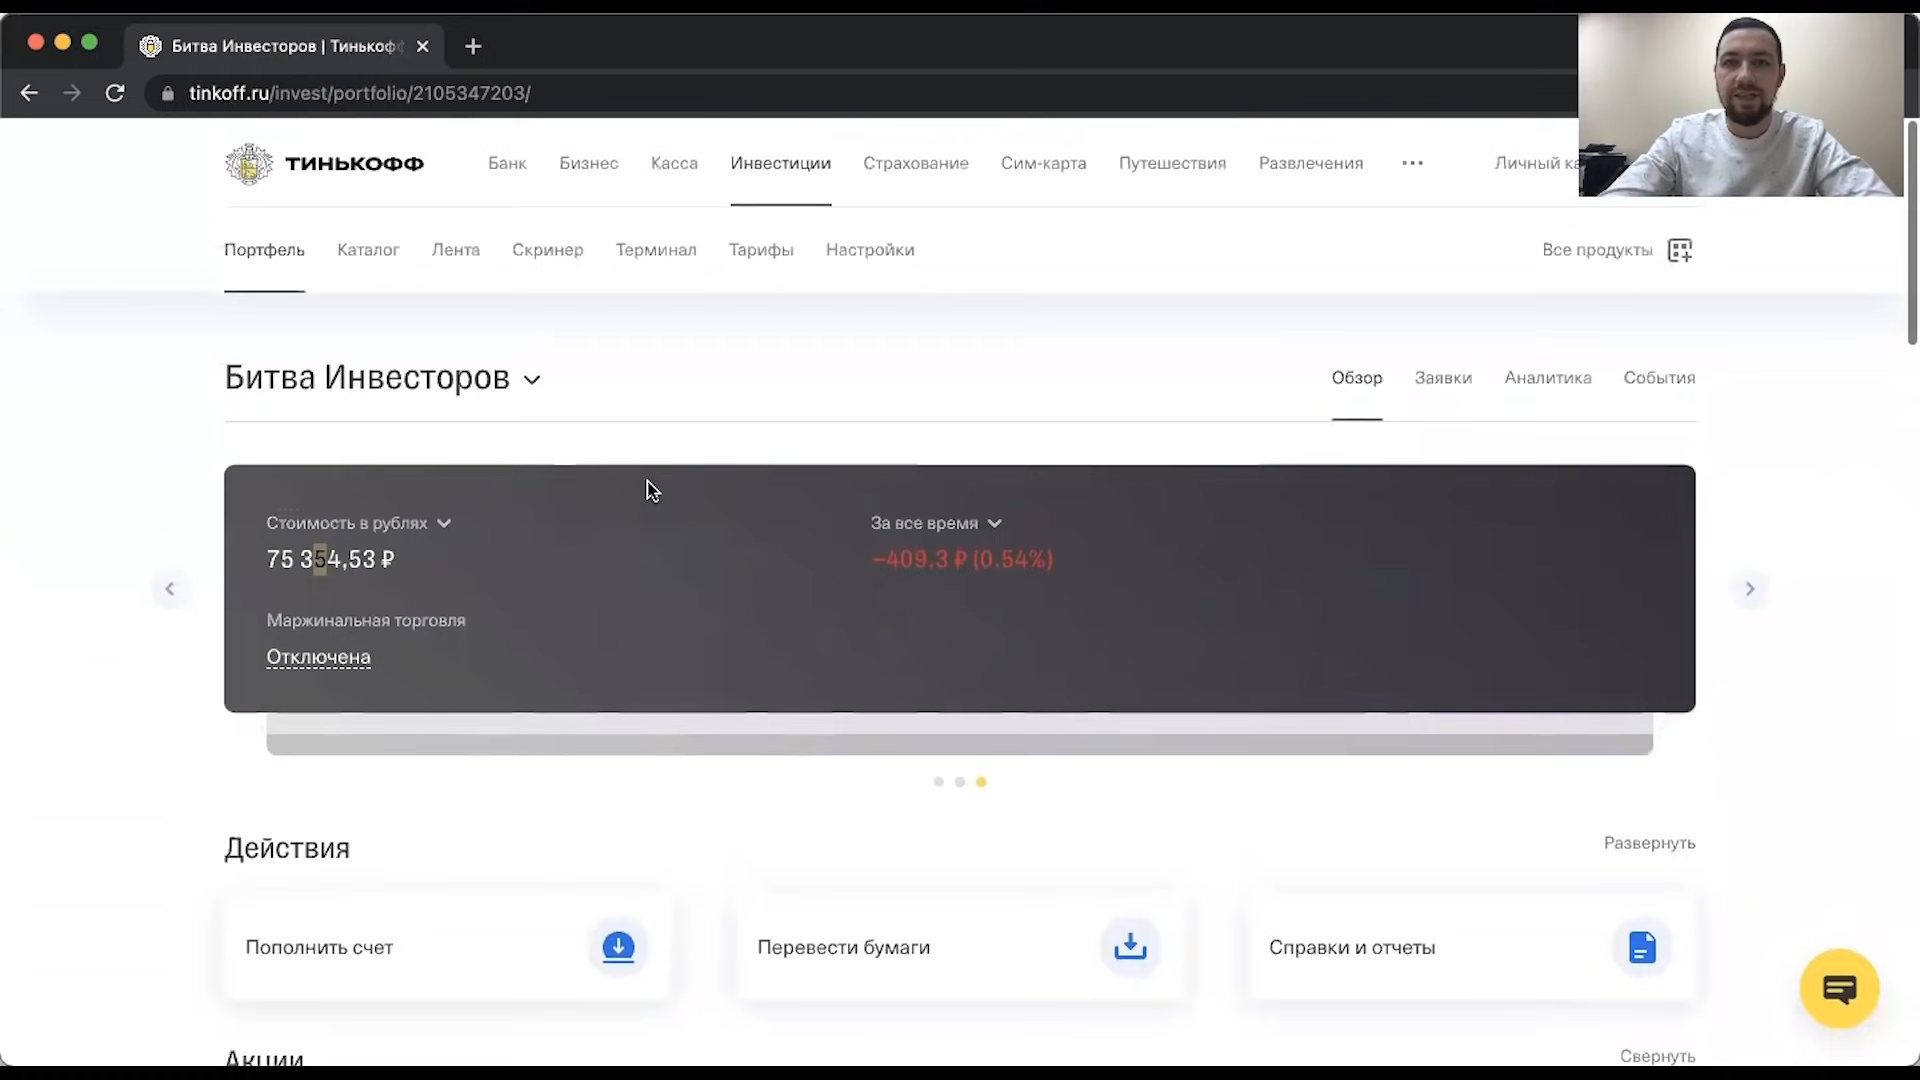 Битва Инвесторов | Тинькоф
tinkoff.ru/invest/portfolio/2105347203/
ТИНЬКОФФ Банк Бизнес Касса Инвестиции Страхование Сим-карта Путешествия Развлечения ··· Личный ка
Портфель Каталог Лента Скринер Терминал Тарифы Настройки Все продукты
Битва Инвесторов Обзор Заявки Аналитика События
Стоимость в рублях За все время
75 354,53 ₽ −409.3 ₽ (0.54%)
Маржинальная торговля
Отключена
Действия Развернуть
Пополнить счет Перевести бумаги Справки и отчеты
Акции Свернуть